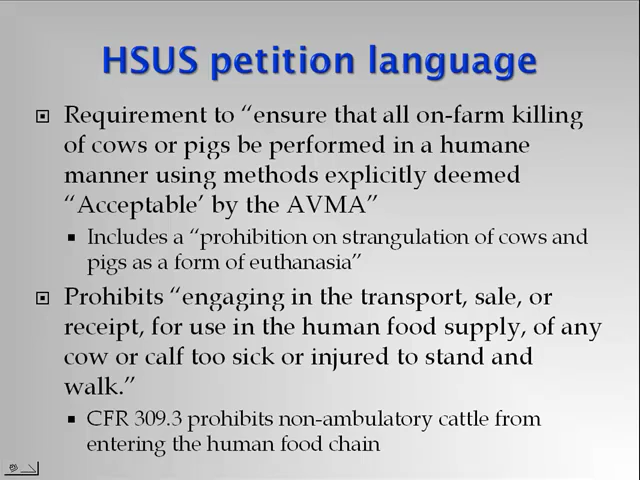 HSUS petition language
Requirement to “ensure that all on-farm killing
of cows or pigs be performed in a humane
manner using methods explicitly deemed
“Acceptable’ by the AVMA”
Includes a “prohibition on strangulation of cows and
pigs as a form of euthanasia”
Prohibits “engaging in the transport, sale, or
receipt, for use in the human food supply, of any
cow or calf too sick or injured to stand and
walk.”
CFR 309.3 prohibits non-ambulatory cattle from
entering the human food chain